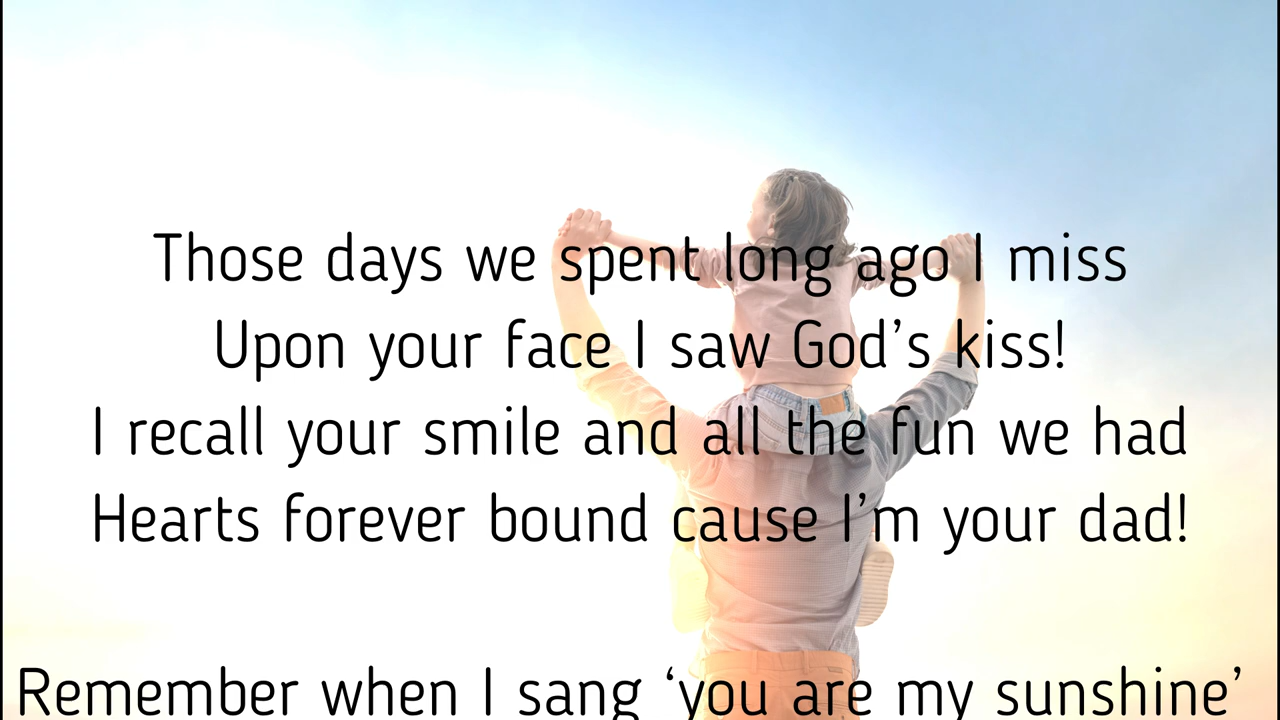 Those days we spent long ago I miss
Upon your face I saw God’s kiss!
I recall your smile and all the fun we had
Hearts forever bound cause I’m your dad!
Remember when I sang ‘you are my sunshine’